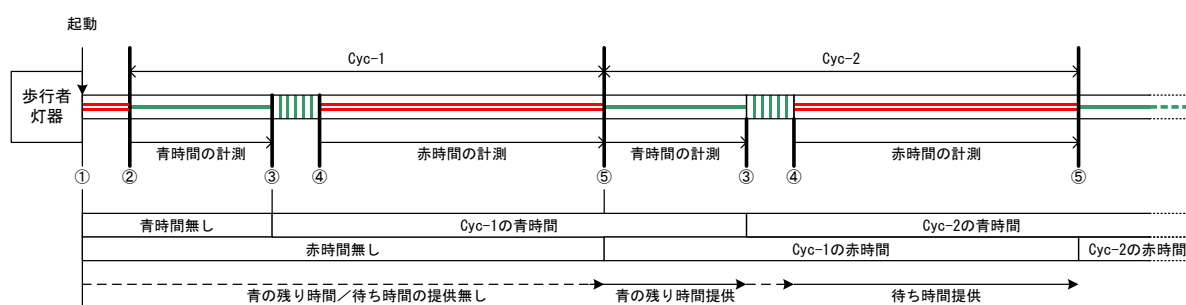 起動
Cyc-1
Cyc-2
歩行者
灯器
青時間の計測
赤時間の計測
青時間の計測
赤時間の計測
①
②
③
④
⑤
③
④
⑤
青時間無し
Cyc-1の青時間
Cyc-2の青時間
赤時間無し
Cyc-1の赤時間
Cyc-2の赤時間
青の残り時間／待ち時間の提供無し
青の残り時間提供
待ち時間提供